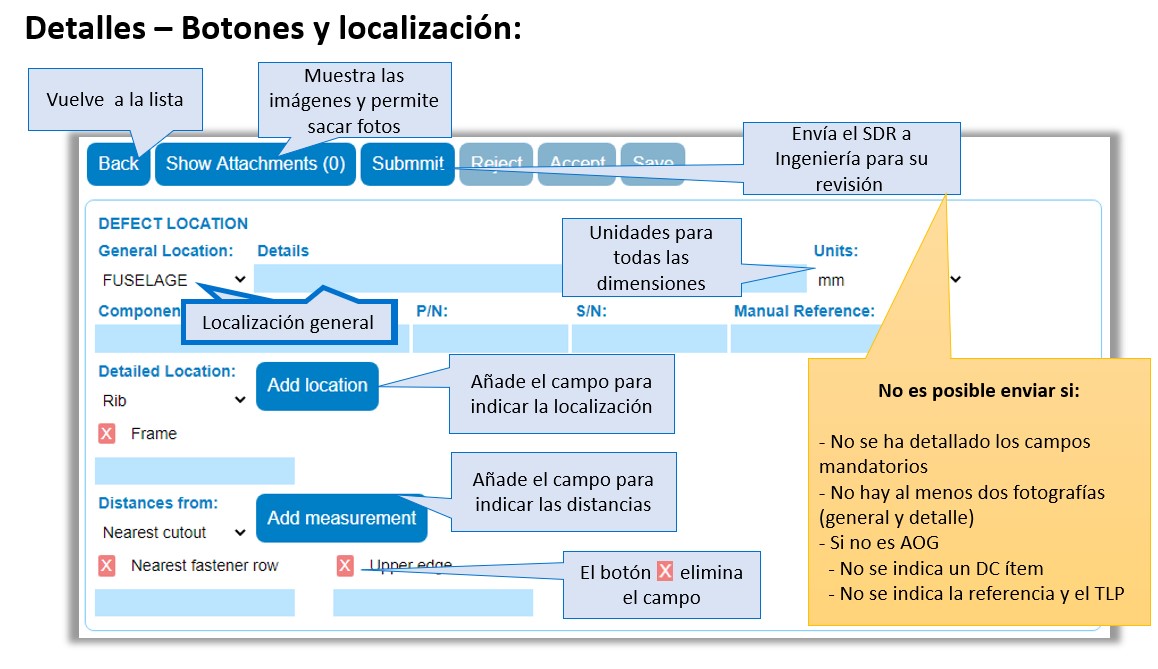 Detalles – Botones y localización:
Vuelve a la lista
Muestra las
imágenes y permite
sacar fotos
Envía el SDR a
Ingeniería para su
revisión
Back
Show Attachments (0)
Submmit
Reject
Accept
Save
DEFECT LOCATION
General Location:
Details
Unidades para
todas las
dimensiones
Units:
FUSELAGE
mm
Localización general
Componen
P/N:
S/N:
Manual Reference:
Detailed Location:
Add location
Añade el campo para
indicar la localización
Rib
X Frame
Distances from:
Add measurement
Añade el campo para
indicar las distancias
Nearest cutout
X Nearest fastener row
X Upper edge
El botón X elimina
el campo
No es posible enviar si:
- No se ha detallado los campos
mandatorios
- No hay al menos dos fotografías
(general y detalle)
- Si no es AOG
- No se indica un DC ítem
- No se indica la referencia y el TLP